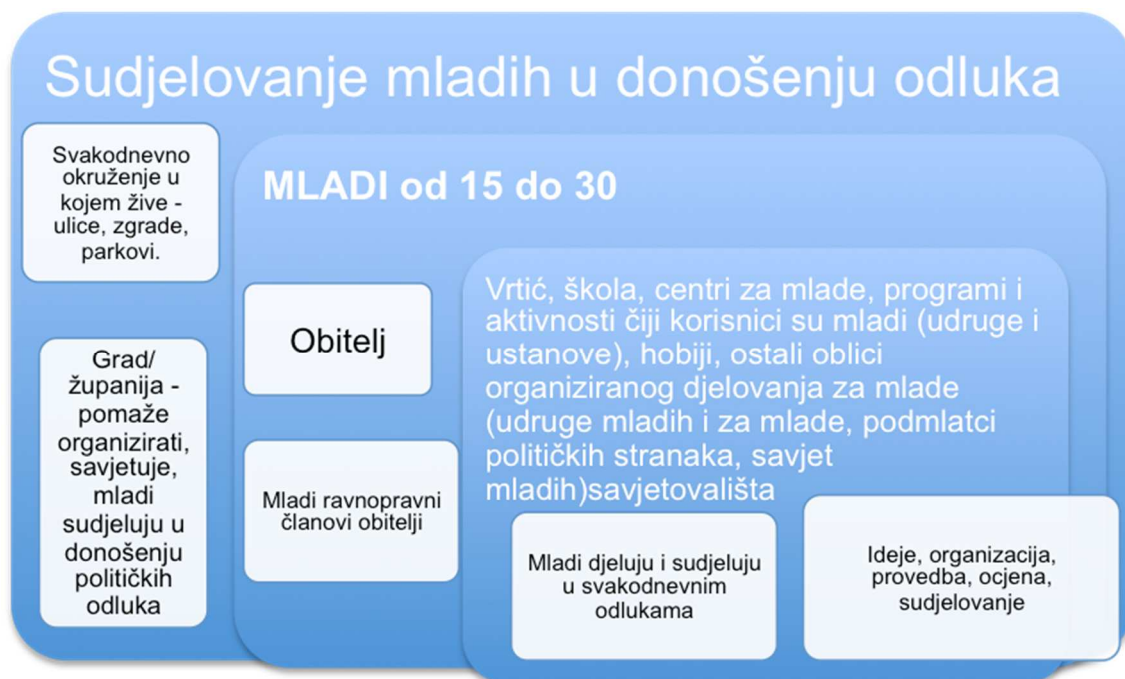 Sudjelovanje mladih u donošenju odluka
Svakodnevno
okruženje u
kojem žive -
ulice, zgrade,
parkovi.
Grad/
županija -
pomaže
organizirati,
savjetuje,
mladi
sudjeluju u
donošenju
političkih
odluka
MLADI od 15 do 30
Obitelj
Mladi ravnopravni
članovi obitelji
Vrtić, škola, centri za mlade, programi i
aktivnosti čiji korisnici su mladi (udruge i
ustanove), hobiji, ostali oblici
organiziranog djelovanja za mlade
(udruge mladih i za mlade, podmlatci
političkih stranaka, savjet
mladih)savjetovališta
Mladi djeluju i sudjeluju
u svakodnevnim
odlukama
Ideje, organizacija,
provedba, ocjena,
sudjelovanje